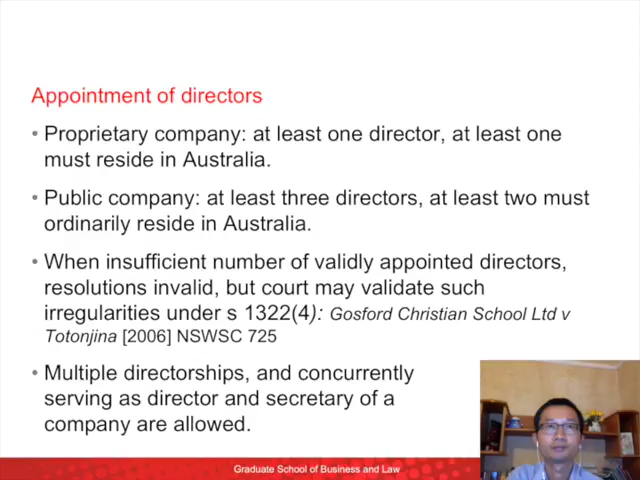 Appointment of directors
• Proprietary company: at least one director, at least one
must reside in Australia.
• Public company: at least three directors, at least two must
ordinarily reside in Australia.
• When insufficient number of validly appointed directors,
resolutions invalid, but court may validate such
irregularities under s 1322(4): Gosford Christian School Ltd v
Totonjina [2006] NSWSC 725
• Multiple directorships, and concurrently
serving as director and secretary of a
company are allowed.
Graduate School of Business and Law